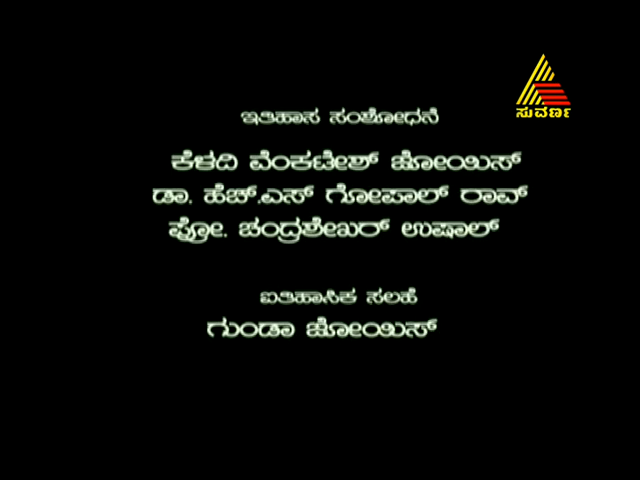 ಸುವರ್ಣ
ಇತಿಹಾಸ ಸಂಶೋಧನೆ
ಕೆಳದಿ ವೆಂಕಟೇಶ್ ಜೋಯಿಸ್
ಡಾ. ಹೆಚ್.ಎಸ್ ಗೋಪಾಲ್ ರಾವ್
ಪ್ರೋ. ಚಂದ್ರಶೇಖರ್ ಉಷಾಲ್
ಐತಿಹಾಸಿಕ ಸಲಹೆ
ಗುಂಡಾ ಜೋಯಿಸ್